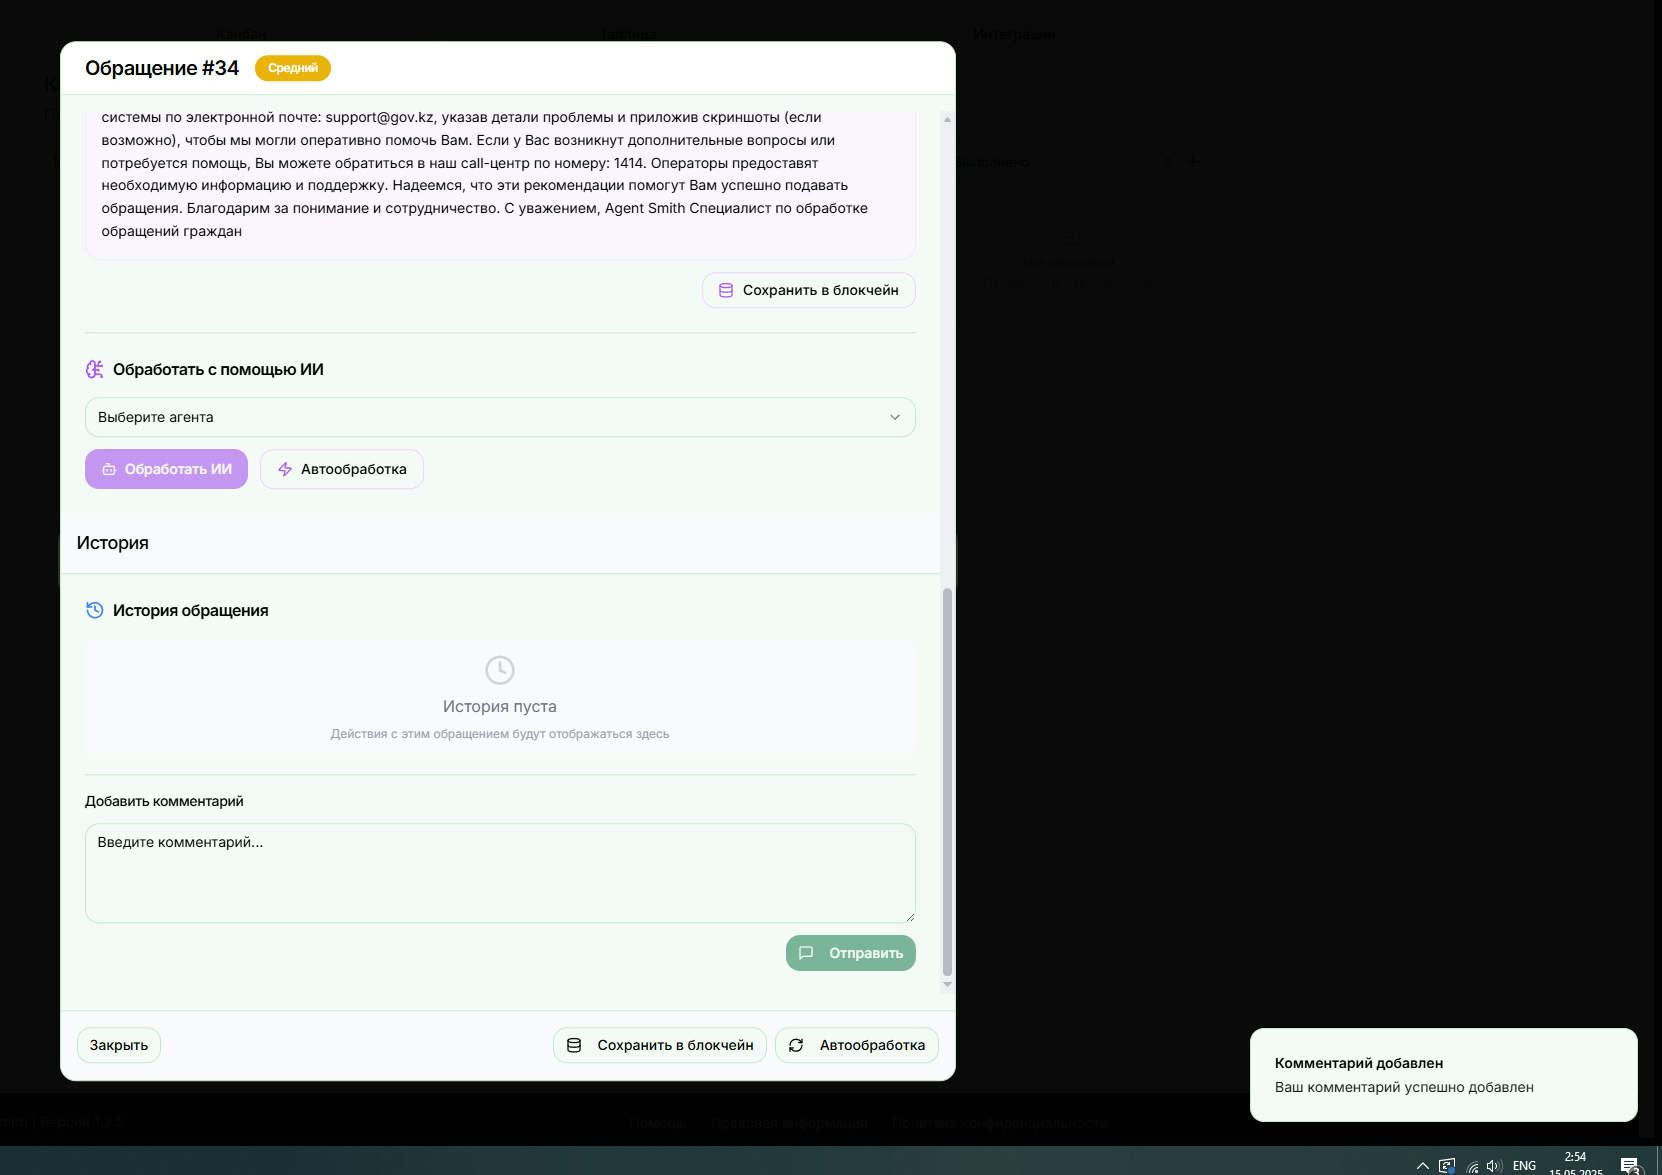 Канбан
Таблица
Интеграции
Обращение #34
Средний
системы по электронной почте: support@gov.kz, указав детали проблемы и приложив скриншоты (если
возможно), чтобы мы могли оперативно помочь Вам. Если у Вас возникнут дополнительные вопросы или
потребуется помощь, Вы можете обратиться в наш call-центр по номеру: 1414. Операторы предоставят
необходимую информацию и поддержку. Надеемся, что эти рекомендации помогут Вам успешно подавать
обращения. Благодарим за понимание и сотрудничество. С уважением, Agent Smith Специалист по обработке
обращений граждан
Выполнено
0
Нет обращений
Сохранить в блокчейн
Обработать с помощью ИИ
Выберите агента
Обработать ИИ
Автообработка
История
История обращения
История пуста
Действия с этим обращением будут отображаться здесь
Добавить комментарий
Введите комментарий...
Отправить
Закрыть
Сохранить в блокчейн
Автообработка
Комментарий добавлен
Ваш комментарий успешно добавлен
mith | Версия 1.2.5
Помощь
Правовая информация
Политика конфиденциальности
ENG
2:54
15.05.2025
3